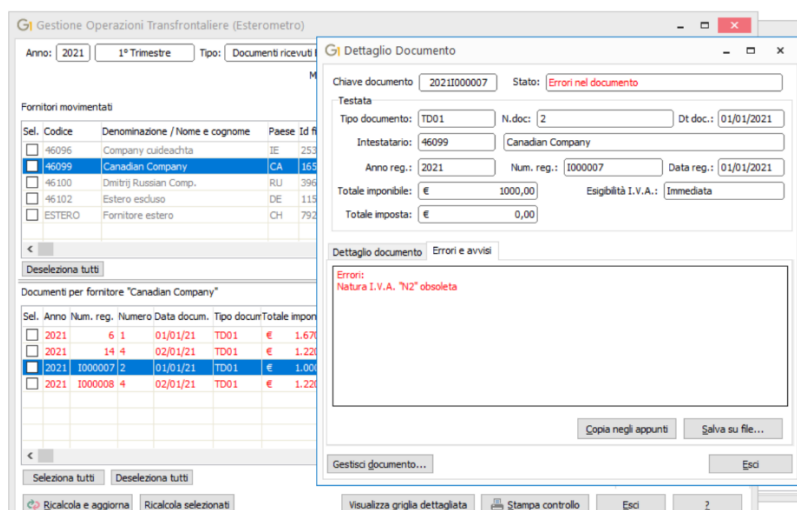 Gestione Operazioni Transfrontaliere (Esterometro)
Anno: 2021 1º Trimestre Tipo: Documenti ricevuti
Fornitori movimentati
Sel. Codice Denominazione / Nome e cognome Paese Id
46096 Company cuideachta IE 253
46099 Canadian Company CA 165
46100 Dmitrij Russian Comp. RU 396
46102 Estero escluso DE 115
ESTERO Fornitore estero CH 792
Deseleziona tutti
Documenti per fornitore "Canadian Company"
Sel. Anno Num. reg. Numero Data docum. Tipo docum Totale impon
2021 6 1 01/01/21 TD01 € 1.67
2021 14 4 02/01/21 TD01 € 1.22
2021 I000007 2 01/01/21 TD01 € 1.00
2021 I000008 4 02/01/21 TD01 € 1.22
Seleziona tutti Deseleziona tutti
Ricalcola e aggiorna Ricalcola selezionati Visualizza griglia dettagliata Stampa controllo Esci ?
Dettaglio Documento
Chiave documento 2021I000007 Stato: Errori nel documento
Testata
Tipo documento: TD01 N.doc: 2 Dt doc.: 01/01/2021
Intestatario: 46099 Canadian Company
Anno reg.: 2021 Num. reg.: I000007 Data reg.: 01/01/2021
Totale imponibile: € 1000,00 Esigibilità I.V.A.: Immediata
Totale imposta: € 0,00
Dettaglio documento Errori e avvisi
Errori:
Natura I.V.A. "N2" obsoleta
Copia negli appunti Salva su file...
Gestisci documento... Esci